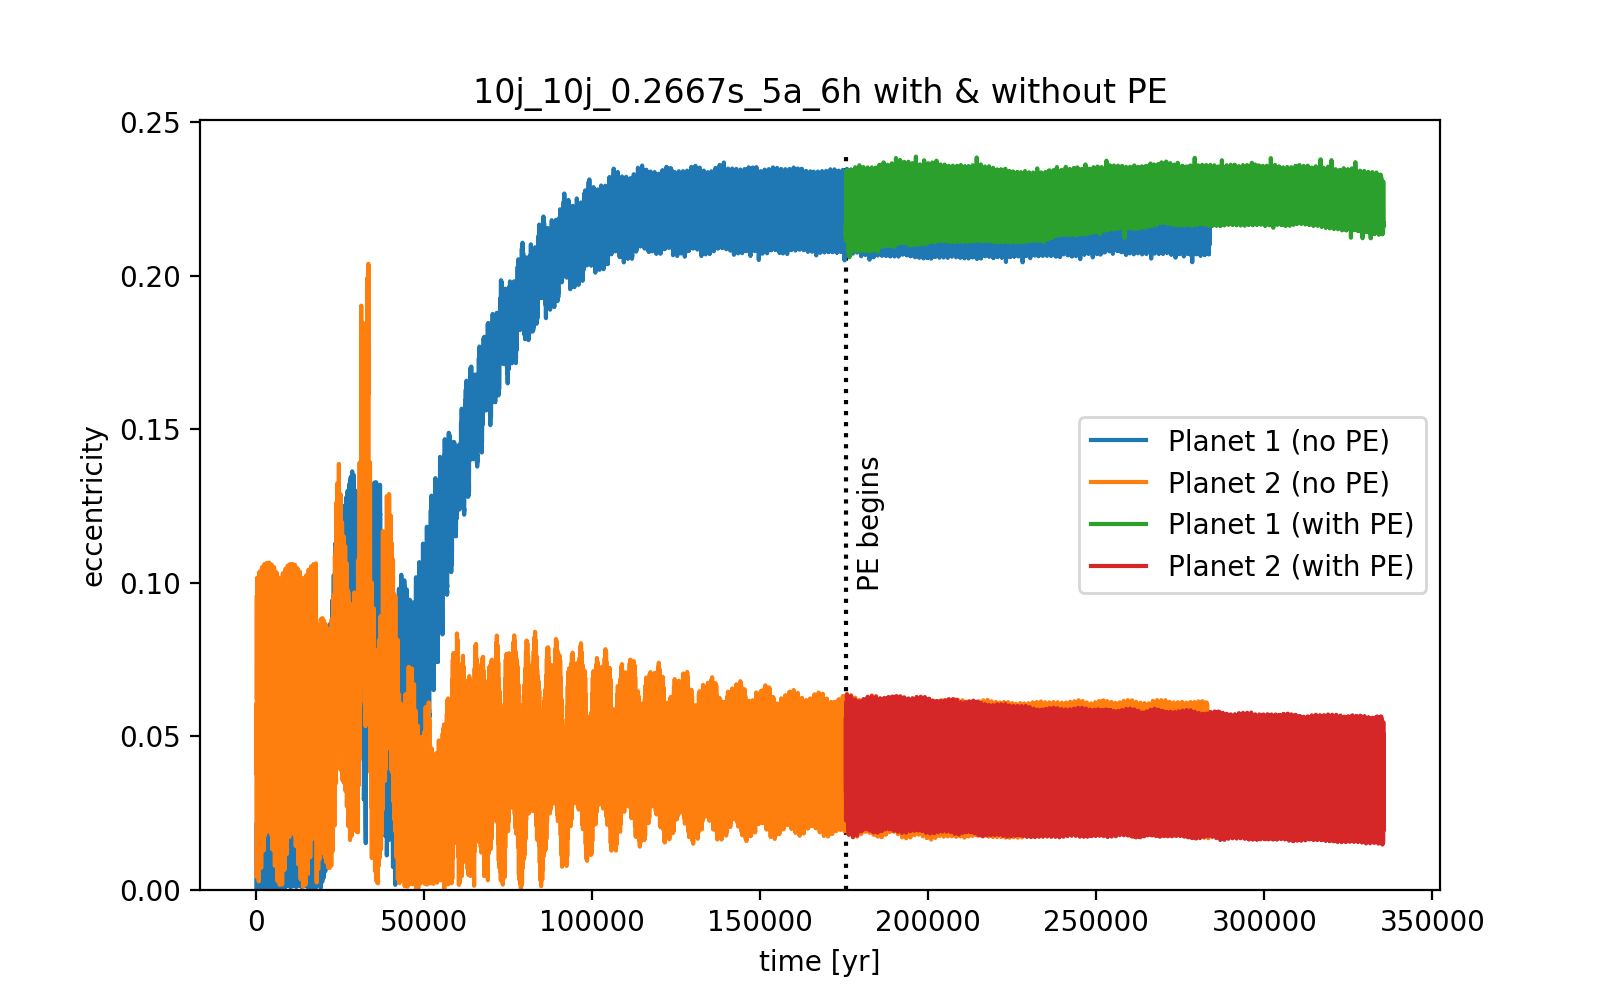 10j_10j_0.2667s_5a_6h with & without PE
0.25
0.20
0.15
0.10
0.05
0.00
eccentricity
PE begins
Planet 1 (no PE)
Planet 2 (no PE)
Planet 1 (with PE)
Planet 2 (with PE)
0 50000 100000 150000 200000 250000 300000 350000
time [yr]